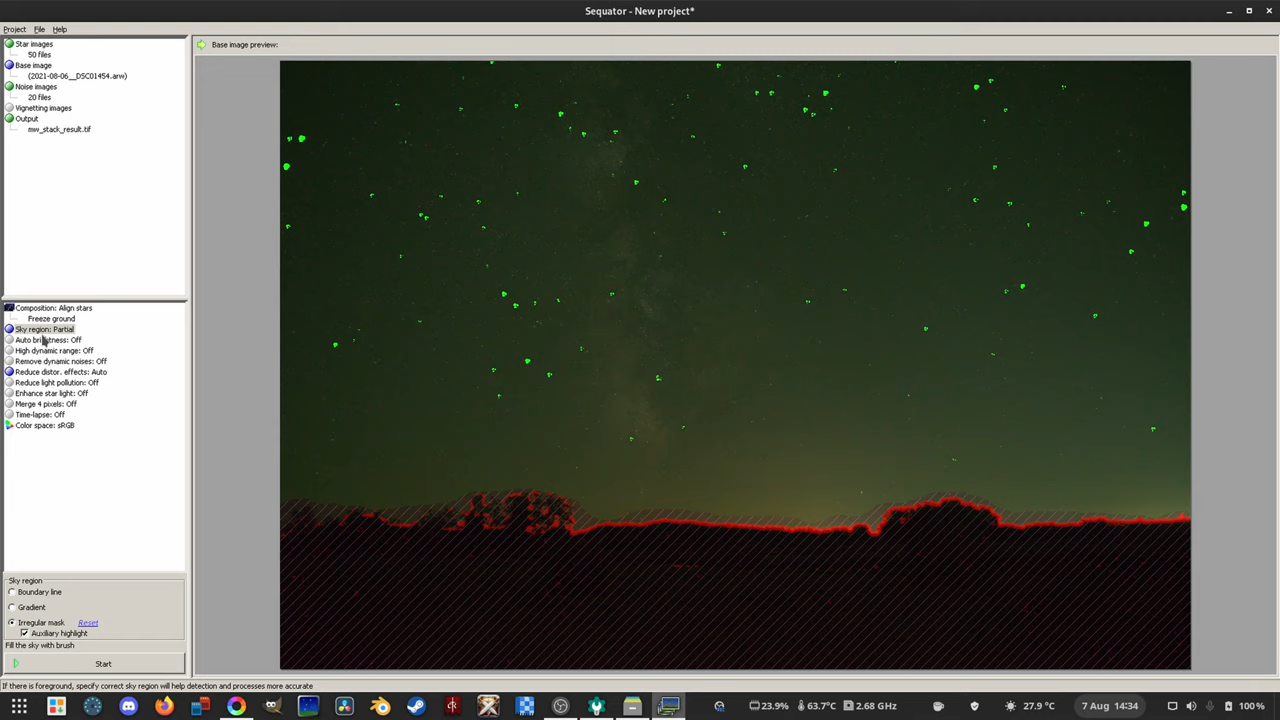 Sequator - New project*
Project File Help
Star images
50 files
Base image
(2021-08-06__DSC01454.arw)
Noise images
20 files
Vignetting images
Output
mw_stack_result.tif
Base image preview:
Composition: Align stars
Freeze ground
Sky region: Partial
Auto brightness: Off
High dynamic range: Off
Remove dynamic noises: Off
Reduce distor. effects: Auto
Reduce light pollution: Off
Enhance star light: Off
Merge 4 pixels: Off
Time-lapse: Off
Color space: sRGB
Sky region
Boundary line
Gradient
Irregular mask Reset
Auxiliary highlight
Fill the sky with brush
Start
If there is foreground, specify correct sky region will help detection and processes more accurate
23.9% 63.7°C 2.68 GHz 27.9 °C 7 Aug 14:34 100%